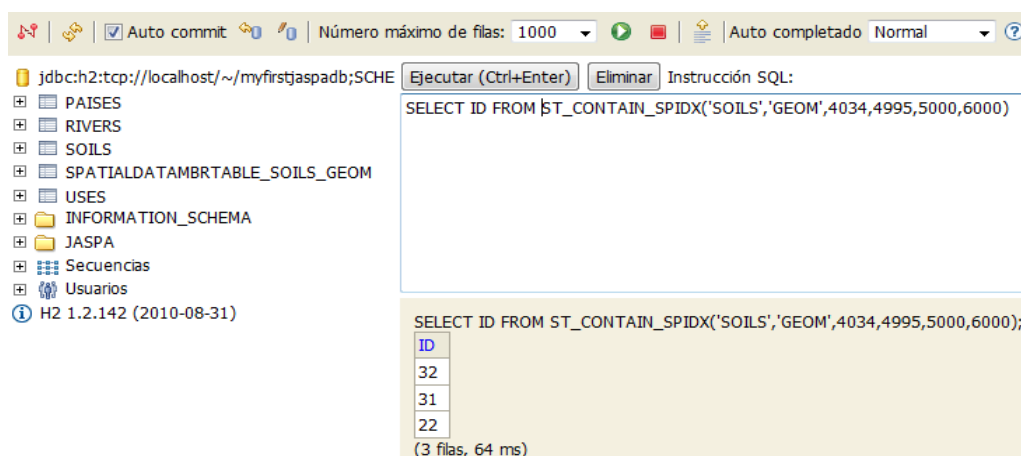 Auto commit Número máximo de filas: 1000 Auto completado Normal
jdbc:h2:tcp://localhost/~/myfirstjaspadb;SCHE
PAISES
RIVERS
SOILS
SPATIALDATAMBRTABLE_SOILS_GEOM
USES
INFORMATION_SCHEMA
JASPA
Secuencias
Usuarios
H2 1.2.142 (2010-08-31)
Ejecutar (Ctrl+Enter) Eliminar Instrucción SQL:
SELECT ID FROM ST_CONTAIN_SPIDX('SOILS','GEOM',4034,4995,5000,6000)
SELECT ID FROM ST_CONTAIN_SPIDX('SOILS','GEOM',4034,4995,5000,6000);
ID
32
31
22
(3 filas, 64 ms)